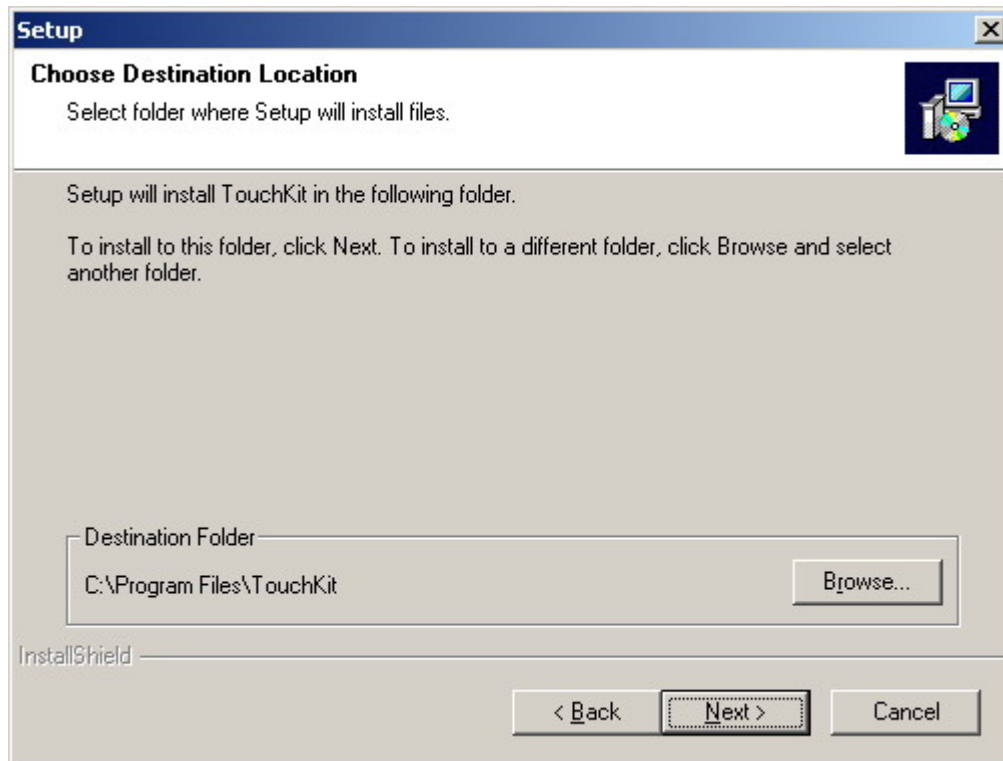 Setup
Choose Destination Location
Select folder where Setup will install files.
Setup will install TouchKit in the following folder.
To install to this folder, click Next. To install to a different folder, click Browse and select
another folder.
Destination Folder
C:\Program Files\TouchKit
Browse...
InstallShield
< Back
Next >
Cancel